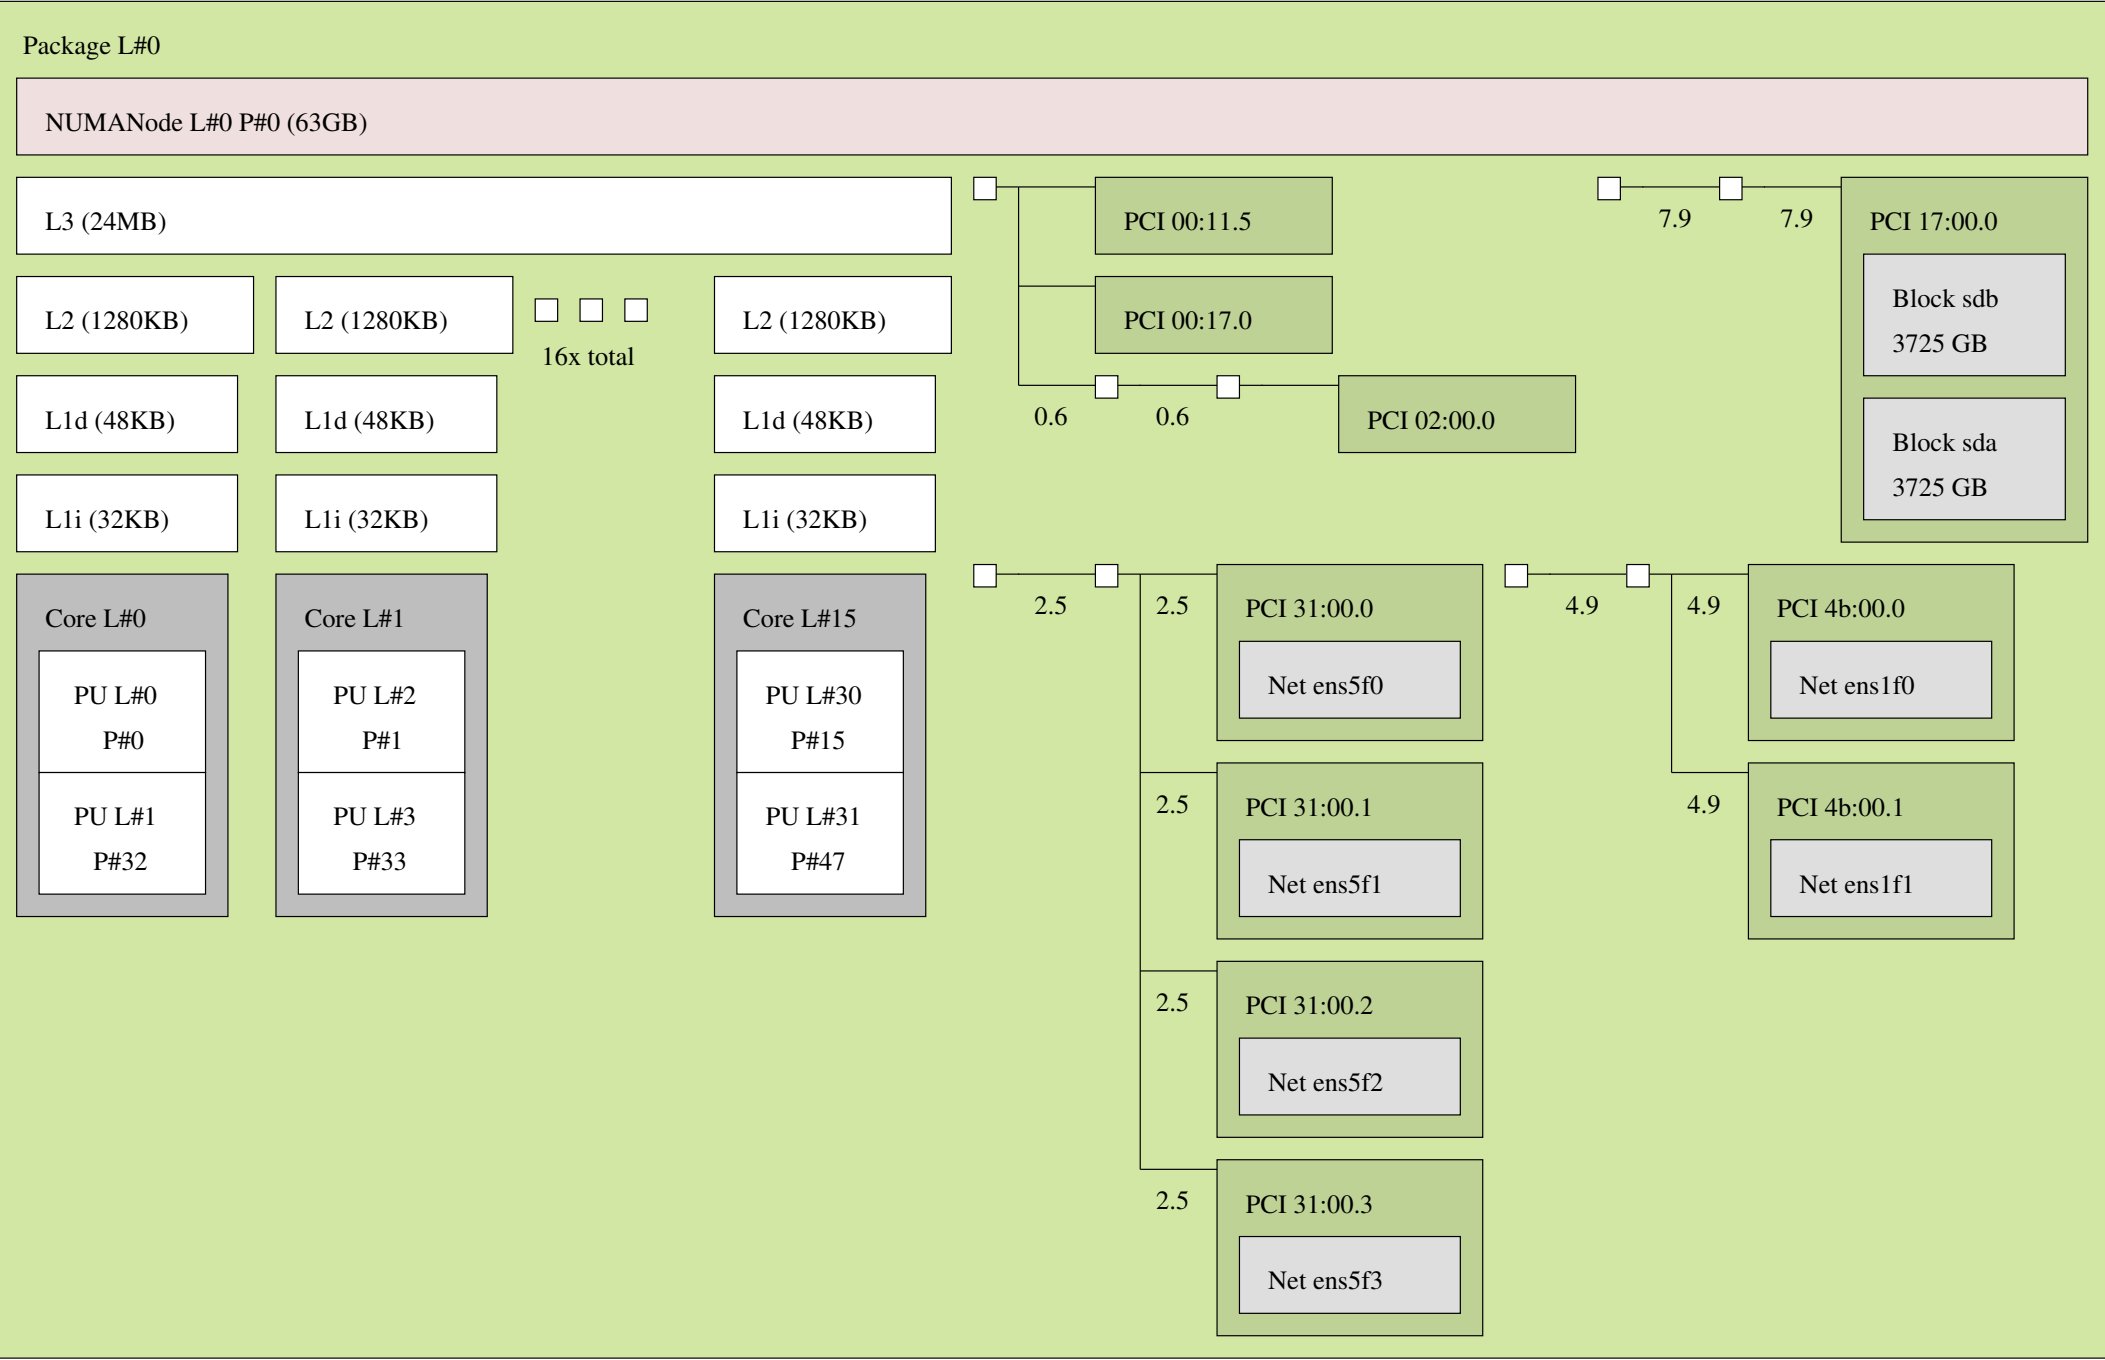 Package L#0
NUMANode L#0 P#0 (63GB)
L3 (24MB)
L2 (1280KB)
L2 (1280KB)
16x total
L2 (1280KB)
L1d (48KB)
L1d (48KB)
L1d (48KB)
L1i (32KB)
L1i (32KB)
L1i (32KB)
Core L#0
PU L#0
P#0
PU L#1
P#32
Core L#1
PU L#2
P#1
PU L#3
P#33
Core L#15
PU L#30
P#15
PU L#31
P#47
PCI 00:11.5
PCI 00:17.0
0.6
0.6
PCI 02:00.0
7.9
7.9
PCI 17:00.0
Block sdb
3725 GB
Block sda
3725 GB
2.5
2.5
PCI 31:00.0
Net ens5f0
2.5
PCI 31:00.1
Net ens5f1
2.5
PCI 31:00.2
Net ens5f2
2.5
PCI 31:00.3
Net ens5f3
4.9
4.9
PCI 4b:00.0
Net ens1f0
4.9
PCI 4b:00.1
Net ens1f1